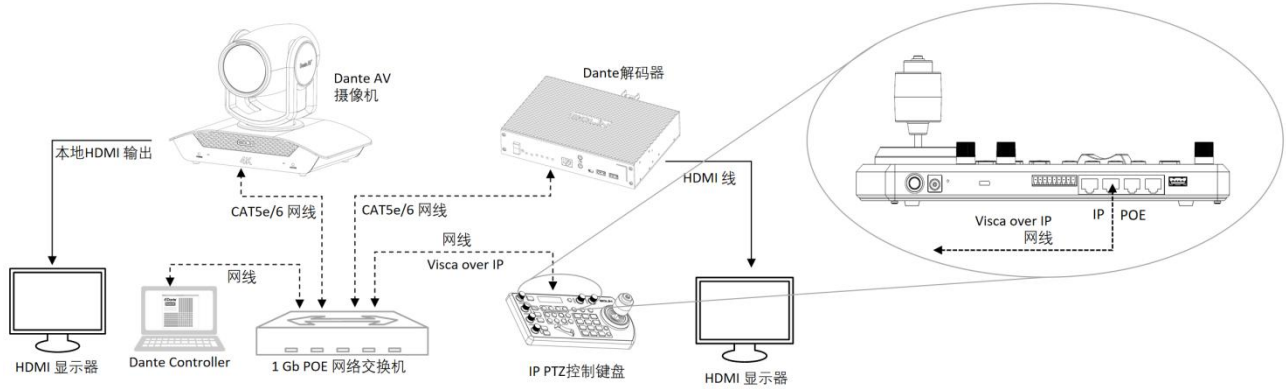 Dante AV
摄像机
Dante解码器
本地HDMI 输出
HDMI 线
CAT5e/6 网线
CAT5e/6 网线
网线
Visca over IP
网线
IP POE
Visca over IP
网线
HDMI 显示器
Dante Controller
1 Gb POE 网络交换机
IP PTZ控制键盘
HDMI 显示器
4K
Dante AV